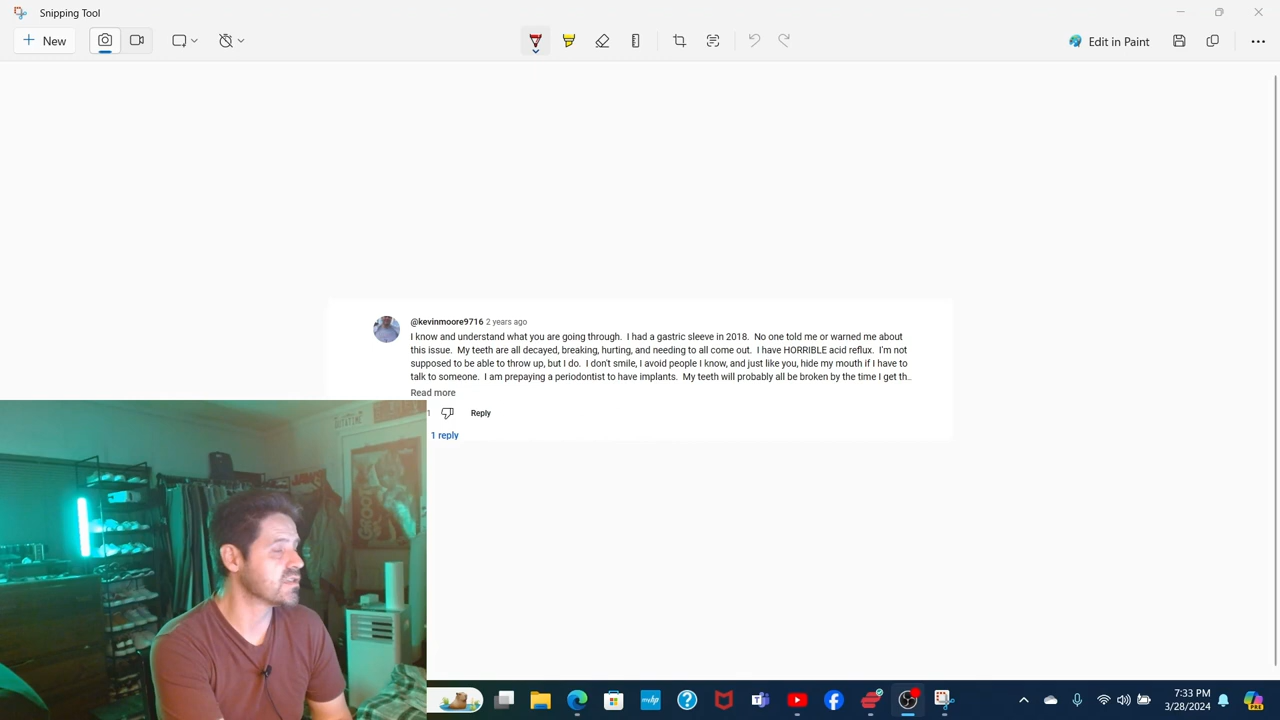 Snipping Tool
New
Edit in Paint
@kevinmoore9716 2 years ago
I know and understand what you are going through.  I had a gastric sleeve in 2018.  No one told me or warned me about
this issue.  My teeth are all decayed, breaking, hurting, and needing to all come out.  I have HORRIBLE acid reflux.  I'm not
supposed to be able to throw up, but I do.  I don't smile, I avoid people I know, and just like you, hide my mouth if I have to
talk to someone.  I am prepaying a periodontist to have implants.  My teeth will probably all be broken by the time I get th..
Read more
1
Reply
1 reply
GROOT
myhp
7:33 PM
3/28/2024